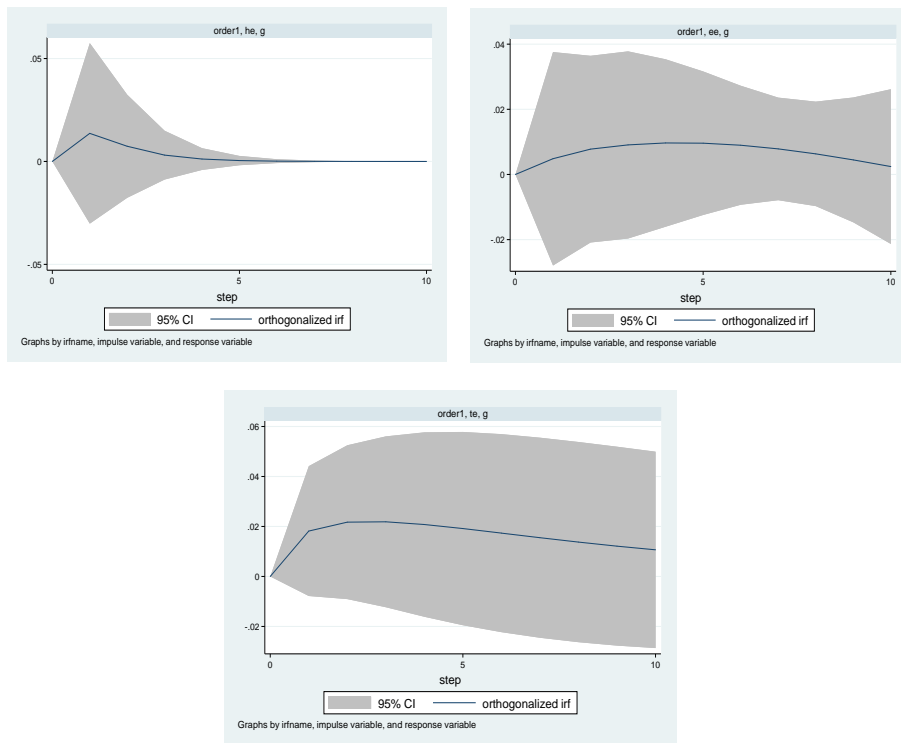 order1, he, g
.05
0
-.05
0 5 10
step
95% CI orthogonalized irf
Graphs by irfname, impulse variable, and response variable
order1, ee, g
.04
.02
0
-.02
0 5 10
step
95% CI orthogonalized irf
Graphs by irfname, impulse variable, and response variable
order1, te, g
.06
.04
.02
0
-.02
0 5 10
step
95% CI orthogonalized irf
Graphs by irfname, impulse variable, and response variable